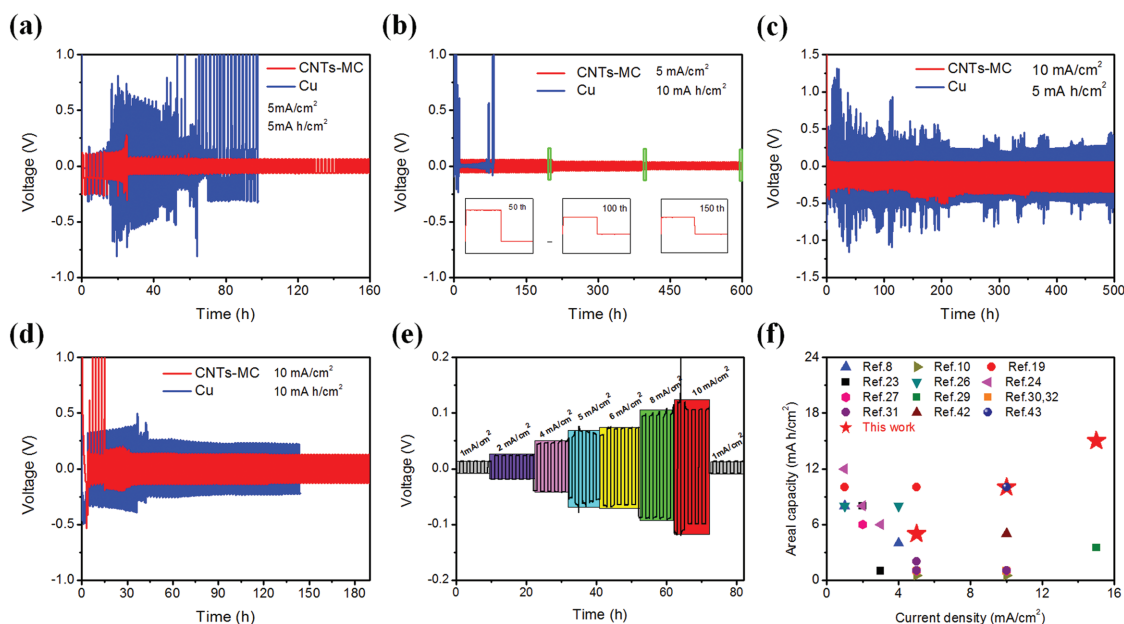 (a)
1.0
0.5
0.0
-0.5
-1.0
Voltage (V)
CNTs-MC
Cu
5mA/cm²
5mA h/cm²
0 40 80 120 160
Time (h)
(b)
1.0
0.5
0.0
-0.5
-1.0
Voltage (V)
CNTs-MC 5 mA/cm²
Cu 10 mA h/cm²
50 th
100 th
150 th
0 150 300 450 600
Time (h)
(c)
1.5
1.0
0.5
0.0
-0.5
-1.0
-1.5
Voltage (V)
CNTs-MC 10 mA/cm²
Cu 5 mA h/cm²
0 100 200 300 400 500
Time (h)
(d)
1.0
0.5
0.0
-0.5
-1.0
Voltage (V)
CNTs-MC 10 mA/cm²
Cu 10 mA h/cm²
0 30 60 90 120 150 180
Time (h)
(e)
0.2
0.1
0.0
-0.1
-0.2
Voltage (V)
1mA/cm²
2 mA/cm²
4 mA/cm²
5 mA/cm²
6 mA/cm²
8 mA/cm²
10 mA/cm²
1mA/cm²
0 20 40 60 80
Time (h)
(f)
24
18
12
6
0
Areal capacity (mA h/cm²)
Ref.8 Ref.10 Ref.19
Ref.23 Ref.26 Ref.24
Ref.27 Ref.29 Ref.30,32
Ref.31 Ref.42 Ref.43
This work
0 4 8 12 16
Current density (mA/cm²)